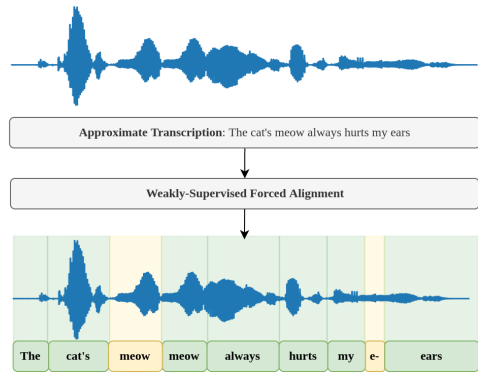 Approximate Transcription: The cat's meow always hurts my ears
Weakly-Supervised Forced Alignment
The cat's meow meow always hurts my e- ears